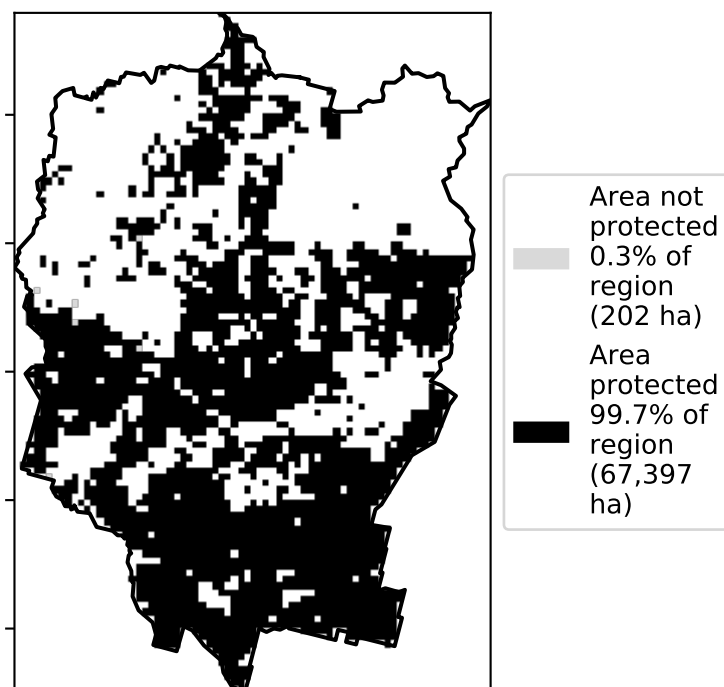 Area not
protected
0.3% of
region
(202 ha)
Area
protected
99.7% of
region
(67,397
ha)